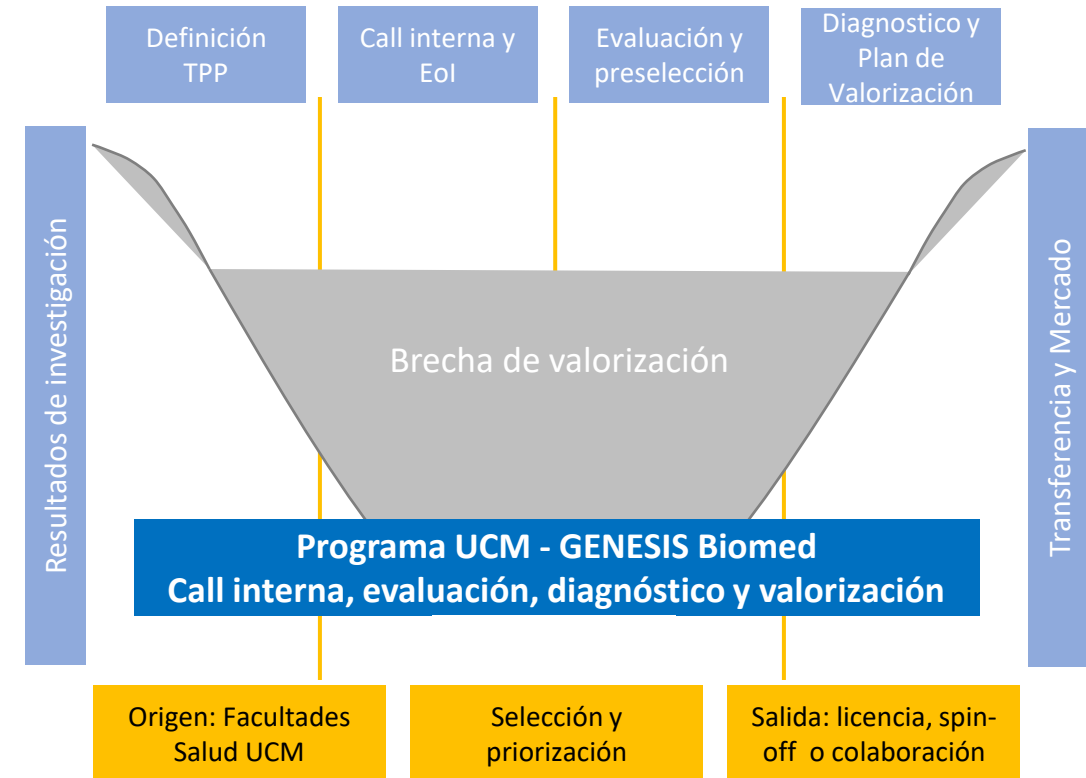 Definición
TPP
Call interna y
EoI
Evaluación y
preselección
Diagnostico y
Plan de
Valorización
Resultados de investigación
Brecha de valorización
Transferencia y Mercado
Programa UCM - GENESIS Biomed
Call interna, evaluación, diagnóstico y valorización
Origen: Facultades
Salud UCM
Selección y
priorización
Salida: licencia, spin-
off o colaboración